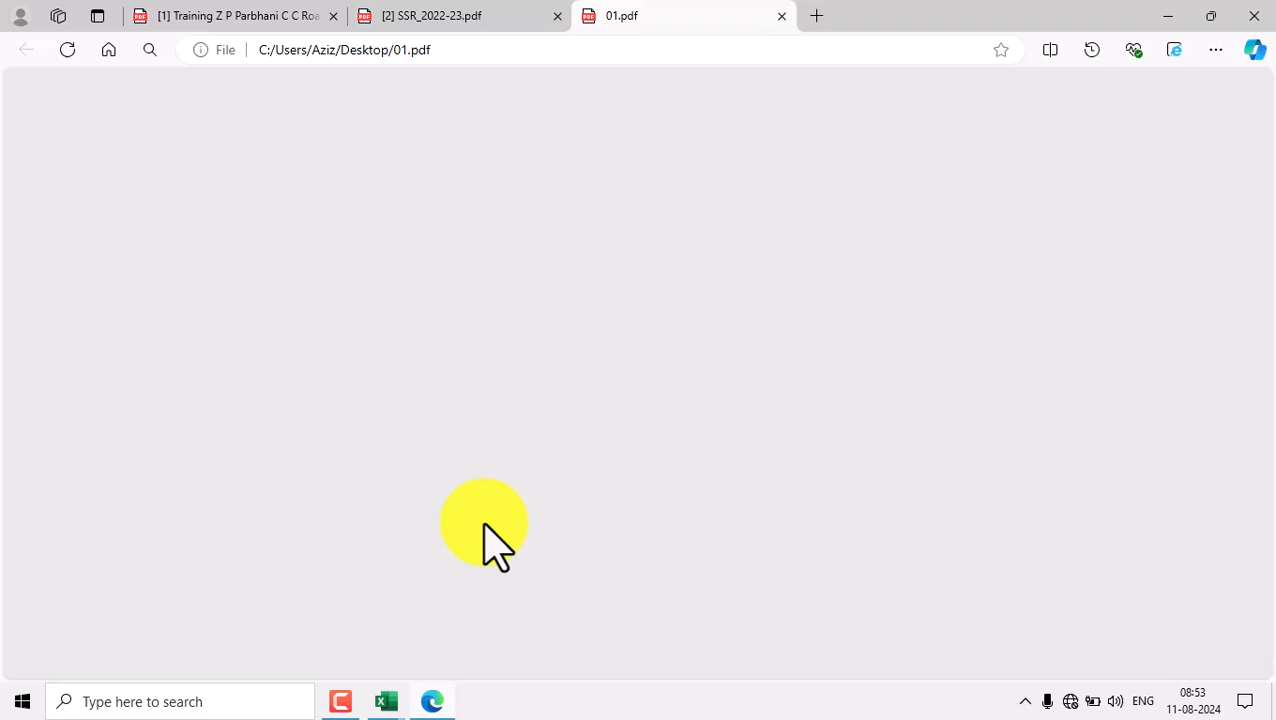 [1] Training Z P Parbhani C C Roa
[2] SSR_2022-23.pdf
01.pdf
File
C:/Users/Aziz/Desktop/01.pdf
Type here to search
ENG
08:53
11-08-2024